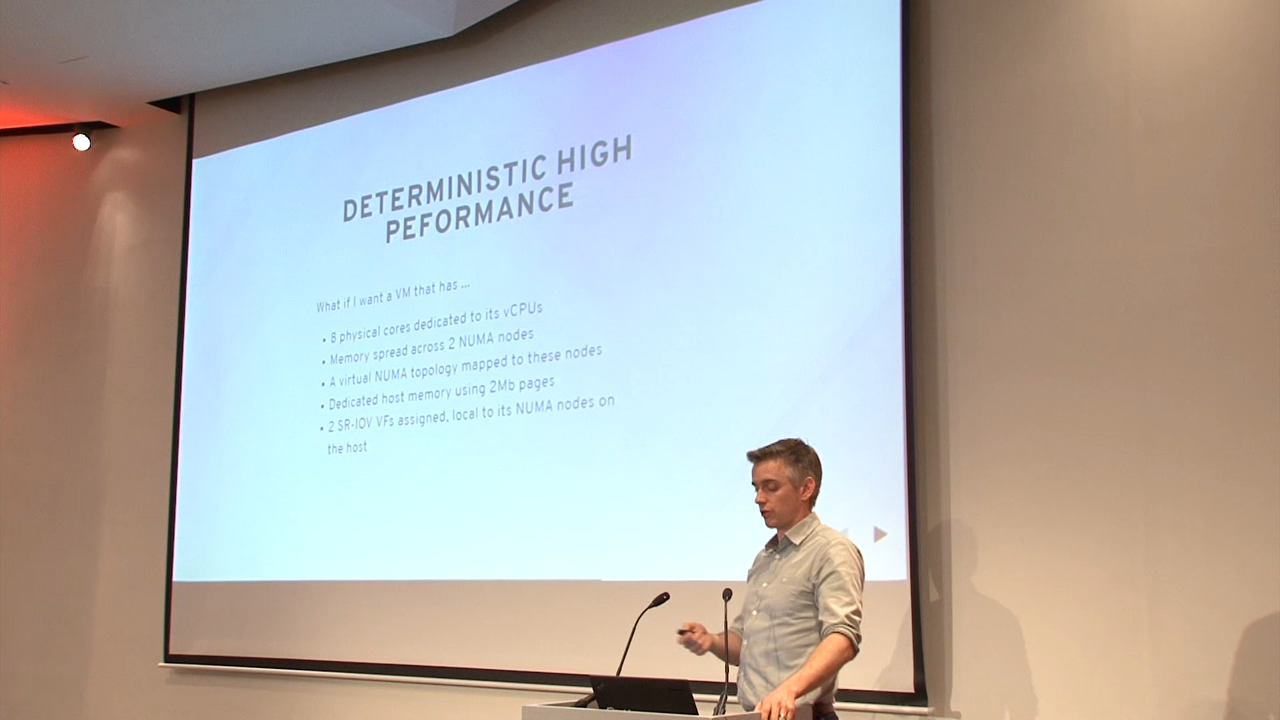 DETERMINISTIC HIGH
PEFORMANCE
What if I want a VM that has ...
• 8 physical cores dedicated to its vCPUs
• Memory spread across 2 NUMA nodes
• A virtual NUMA topology mapped to these nodes
• Dedicated host memory using 2Mb pages
• 2 SR-IOV VFs assigned, local to its NUMA nodes on
the host